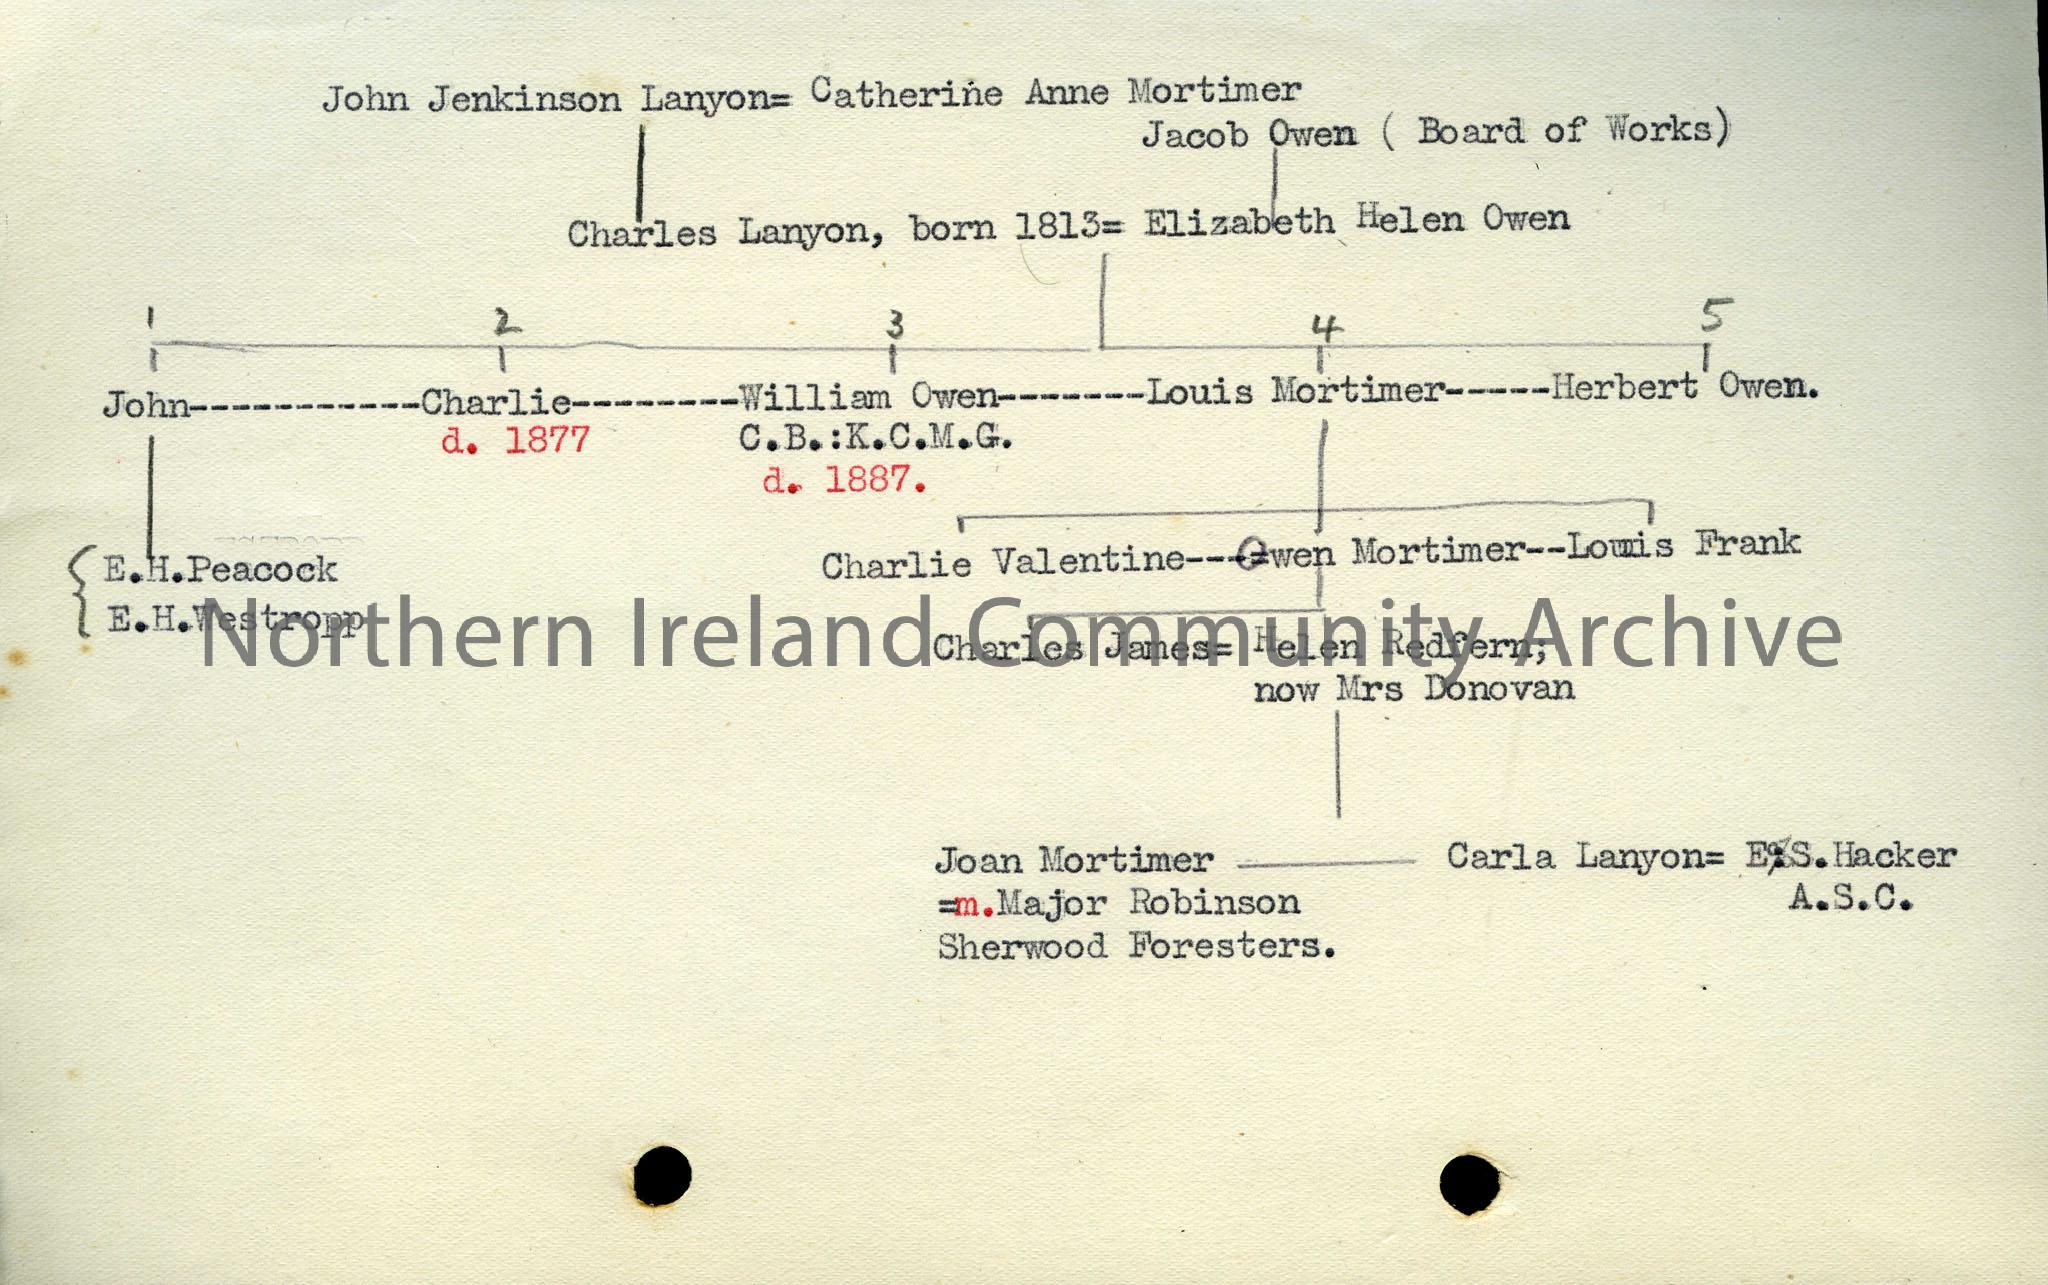 John Jenkinson Lanyon= Catherine Anne Mortimer
Jacob Owen ( Board of Works)
Charles Lanyon, born 1813= Elizabeth Helen Owen
1 2 3 4 5
John-----------Charlie--------William Owen-------Louis Mortimer-----Herbert Owen.
d. 1877 C.B.:K.C.M.G.
d. 1887.
Charlie Valentine---Owen Mortimer--Louis Frank
E.H.Peacock
E.H.Westropp
Northern Ireland Community Archive
Charles James= Helen Redfern;
now Mrs Donovan
Joan Mortimer Carla Lanyon= E.S.Hacker
=m.Major Robinson A.S.C.
Sherwood Foresters.